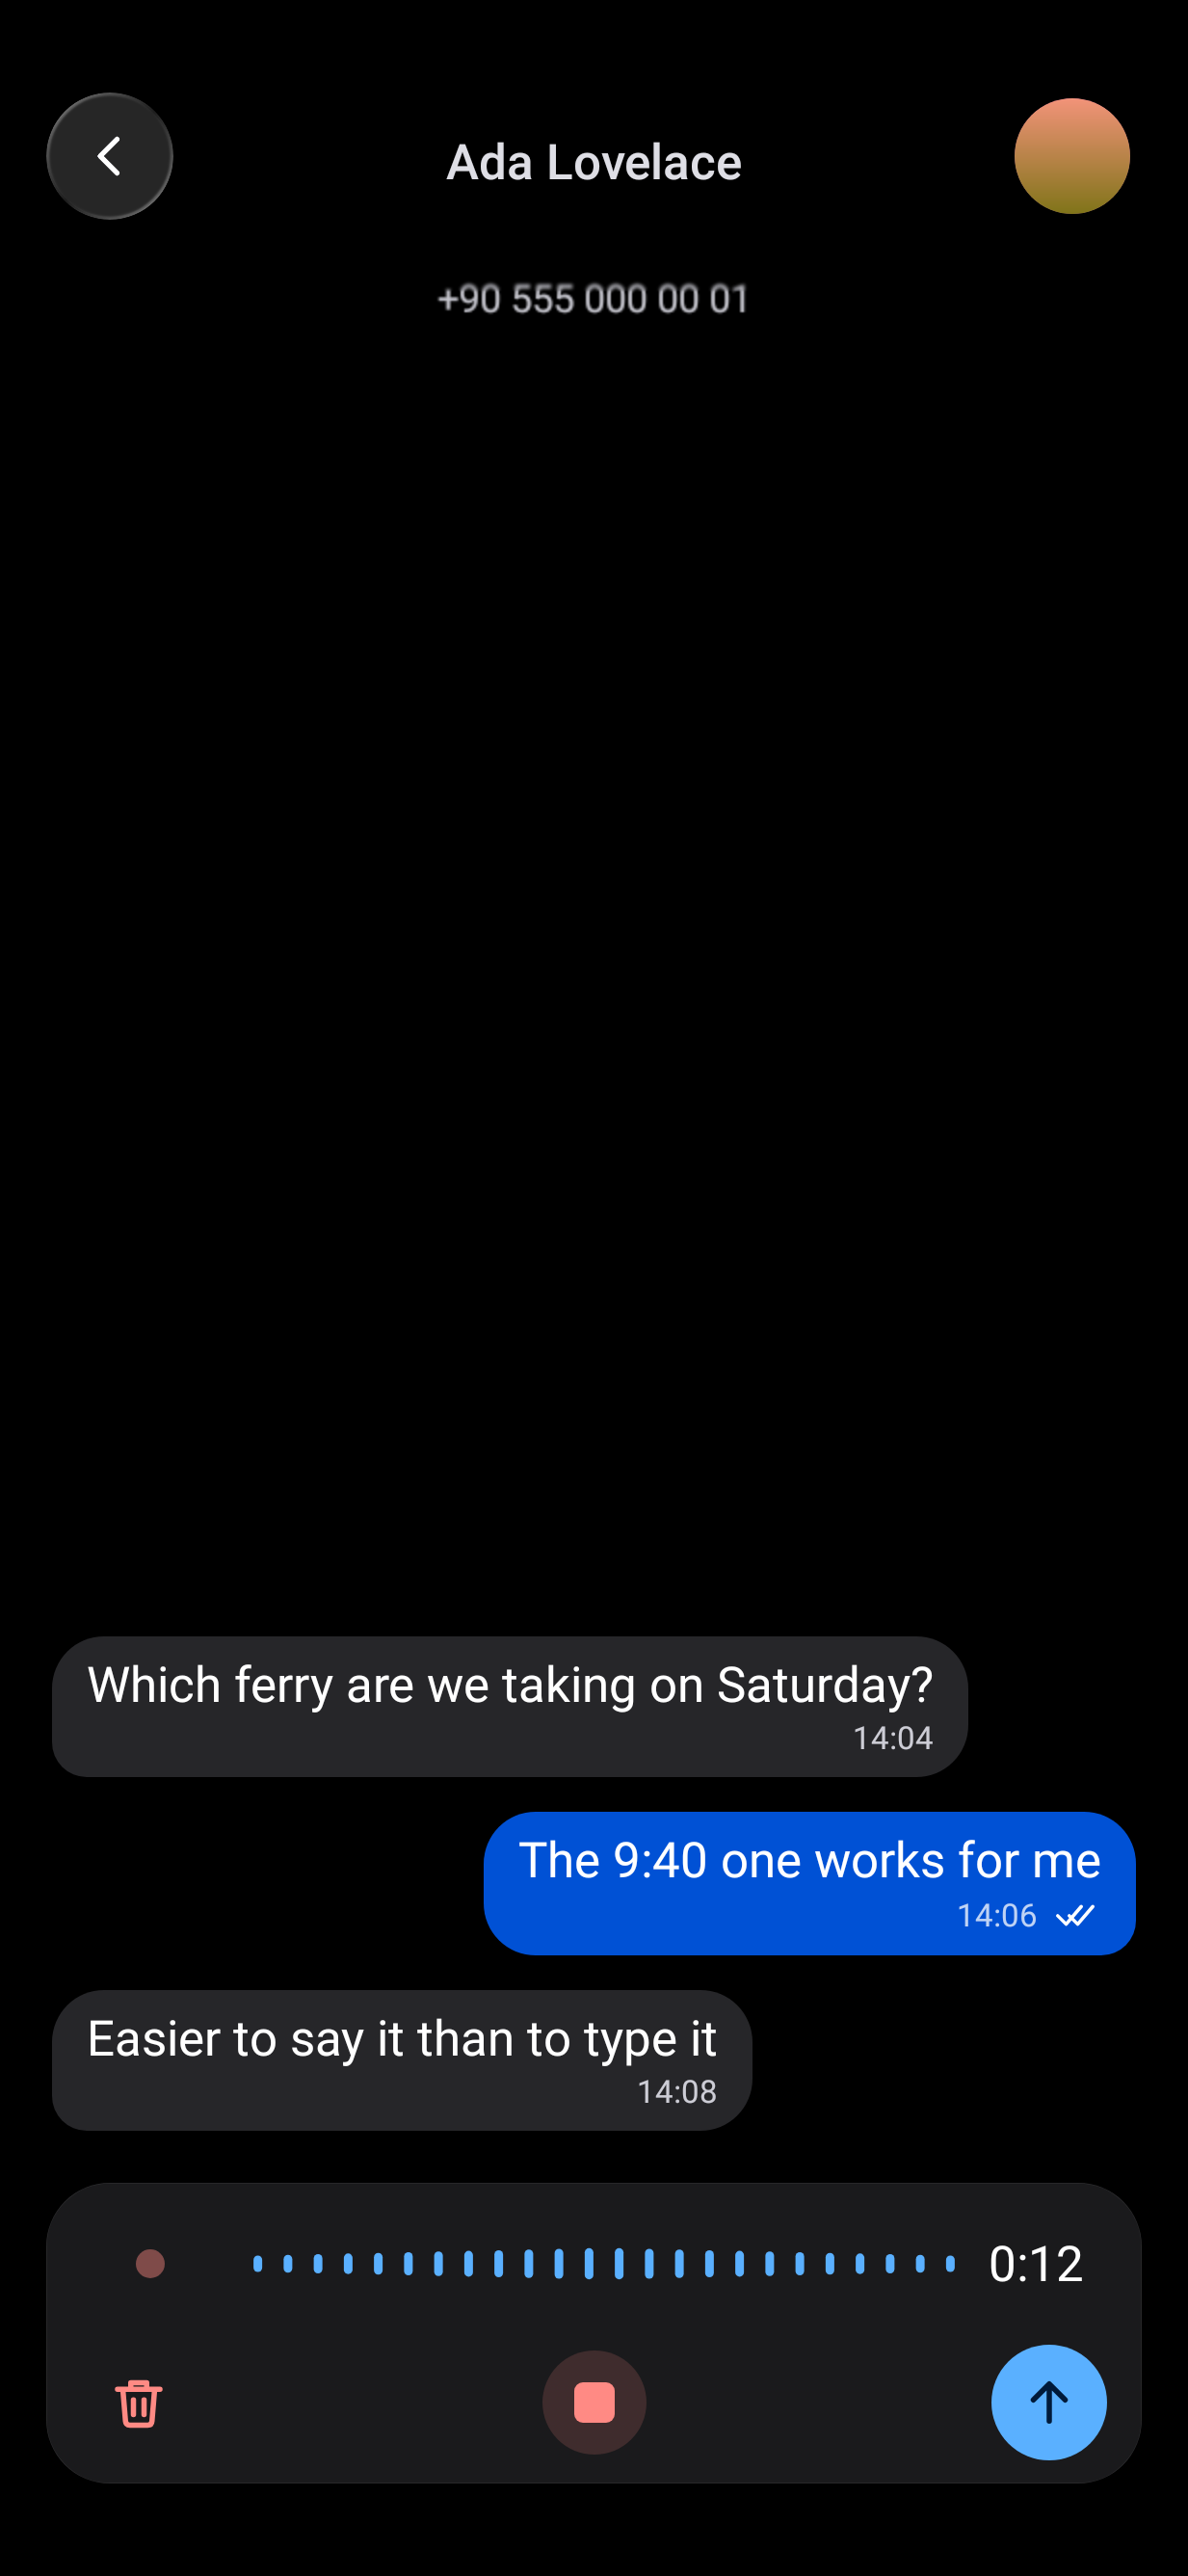 Ada Lovelace
+90 555 000 00 01
Which ferry are we taking on Saturday?
14:04
The 9:40 one works for me
14:06
Easier to say it than to type it
14:08
0:12